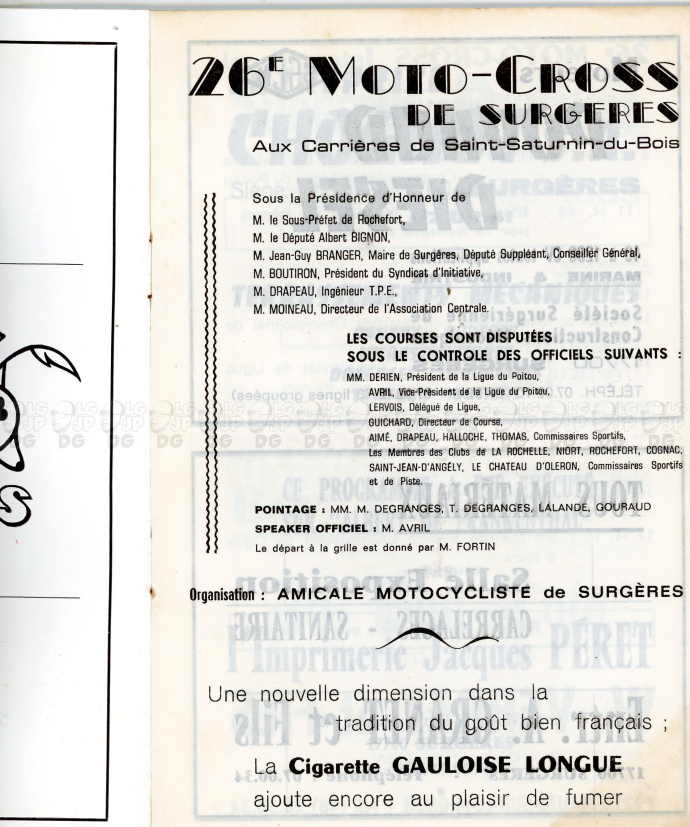 26E MOTO-CROSS
DE SURGERES
Aux Carrières de Saint-Saturnin-du-Bois
Sous la Présidence d'Honneur de
M. le Sous-Préfet de Rochefort,
M. le Député Albert BIGNON,
M. Jean-Guy BRANGER, Maire de Surgères, Député Suppléant, Conseiller Général,
M. BOUTIRON, Président du Syndicat d'Initiative,
M. DRAPEAU, Ingénieur T.P.E.,
M. MOINEAU, Directeur de l'Association Centrale.
LES COURSES SONT DISPUTÉES
SOUS LE CONTROLE DES OFFICIELS SUIVANTS :
MM. DERIEN, Président de la Ligue du Poitou,
AVRIL, Vice-Président de la Ligue du Poitou,
LERVOIS, Délégué de Ligue,
GUICHARD, Directeur de Course,
AIMÉ, DRAPEAU, HALLOCHE, THOMAS, Commissaires Sportifs,
Les Membres des Clubs de LA ROCHELLE, NIORT, ROCHEFORT, COGNAC,
SAINT-JEAN-D'ANGÉLY, LE CHATEAU D'OLERON, Commissaires Sportifs
et de Piste.
POINTAGE : MM. M. DEGRANGES, T. DEGRANGES, LALANDE, GOURAUD
SPEAKER OFFICIEL : M. AVRIL
Le départ à la grille est donné par M. FORTIN
Organisation : AMICALE MOTOCYCLISTE de SURGÈRES
Une nouvelle dimension dans la
tradition du goût bien français ;
La Cigarette GAULOISE LONGUE
ajoute encore au plaisir de fumer